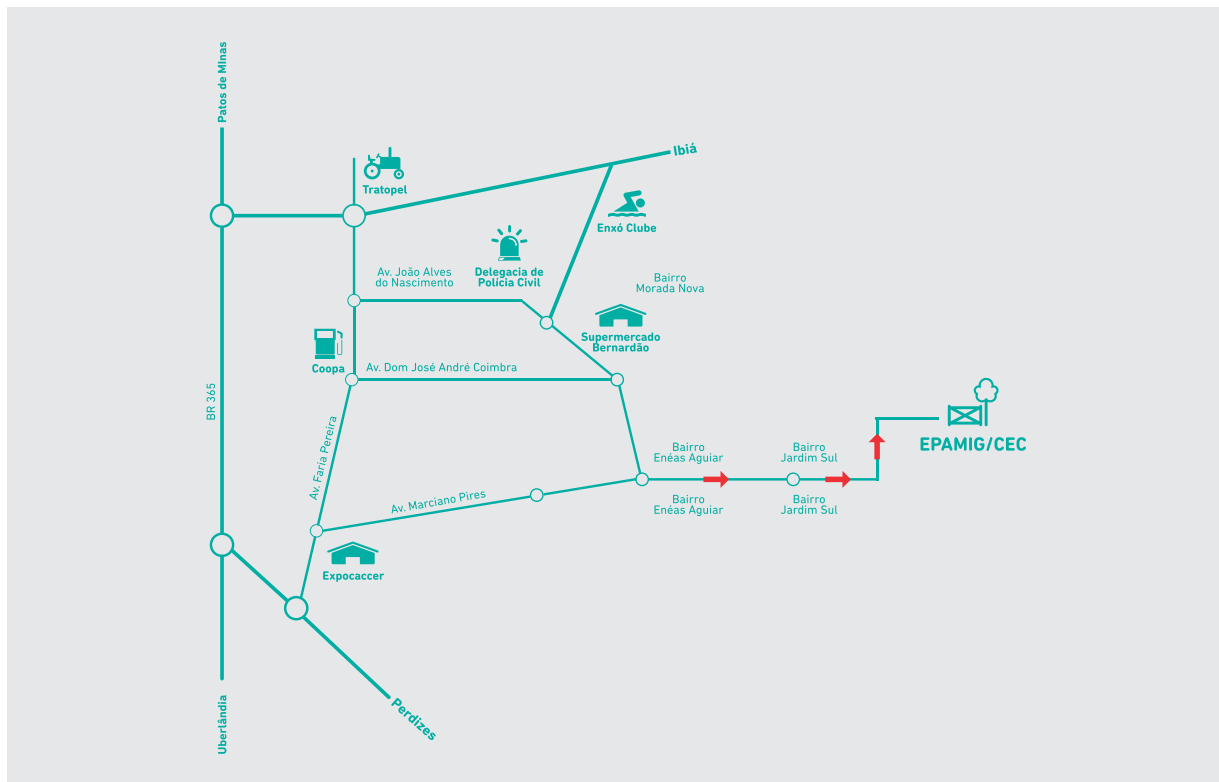 Patos de MInas
Ibiá
Tratopel
Enxó Clube
Av. João Alves
do Nascimento
Delegacia de
Polícia Civil
Bairro
Morada Nova
Supermercado
Bernardão
Coopa
Av. Dom José André Coimbra
BR 365
Av. Faria Pereira
EPAMIG/CEC
Bairro
Enéas Aguiar
Bairro
Jardim Sul
Av. Marciano Pires
Bairro
Enéas Aguiar
Bairro
Jardim Sul
Expocaccer
Uberlândia
Perdizes